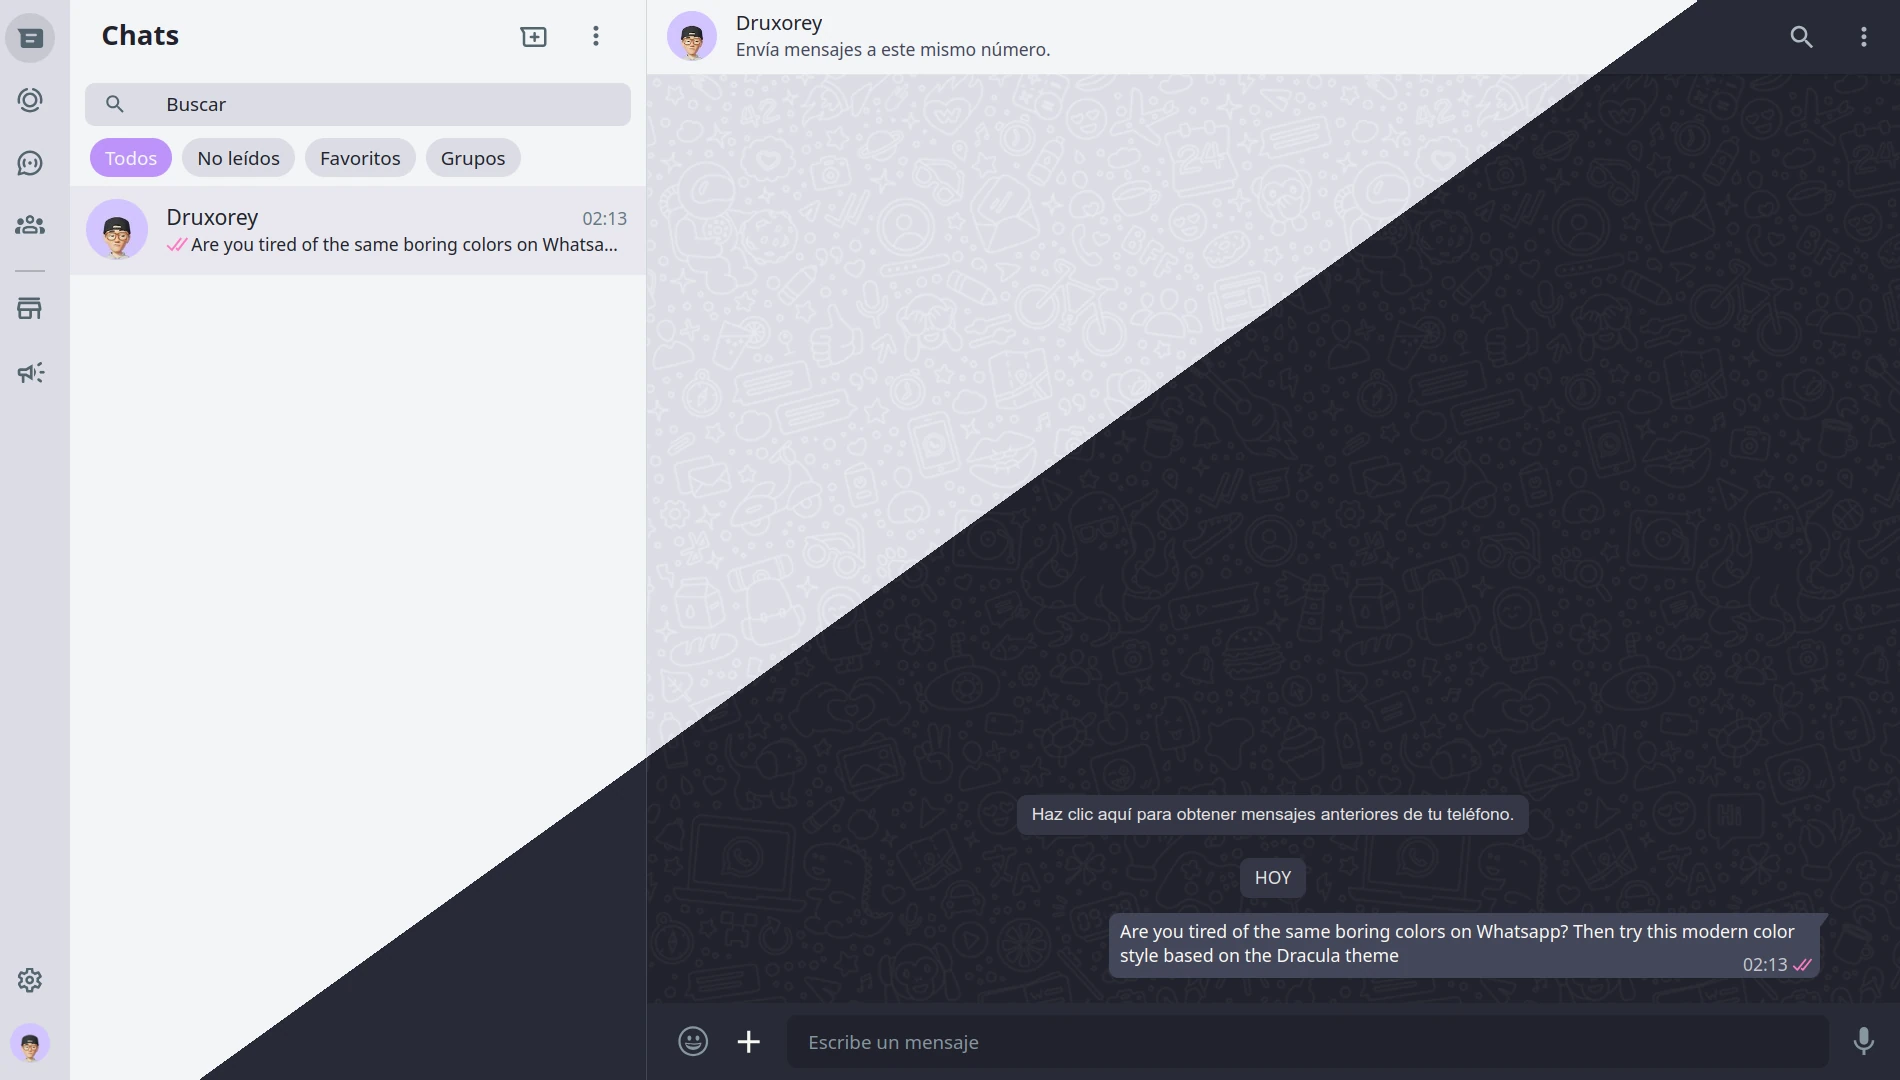 Chats
Buscar
Todos
No leídos
Favoritos
Grupos
Druxorey
02:13
Are you tired of the same boring colors on Whatsa...
Druxorey
Envía mensajes a este mismo número.
Haz clic aquí para obtener mensajes anteriores de tu teléfono.
HOY
Are you tired of the same boring colors on Whatsapp? Then try this modern color
style based on the Dracula theme
02:13
Escribe un mensaje